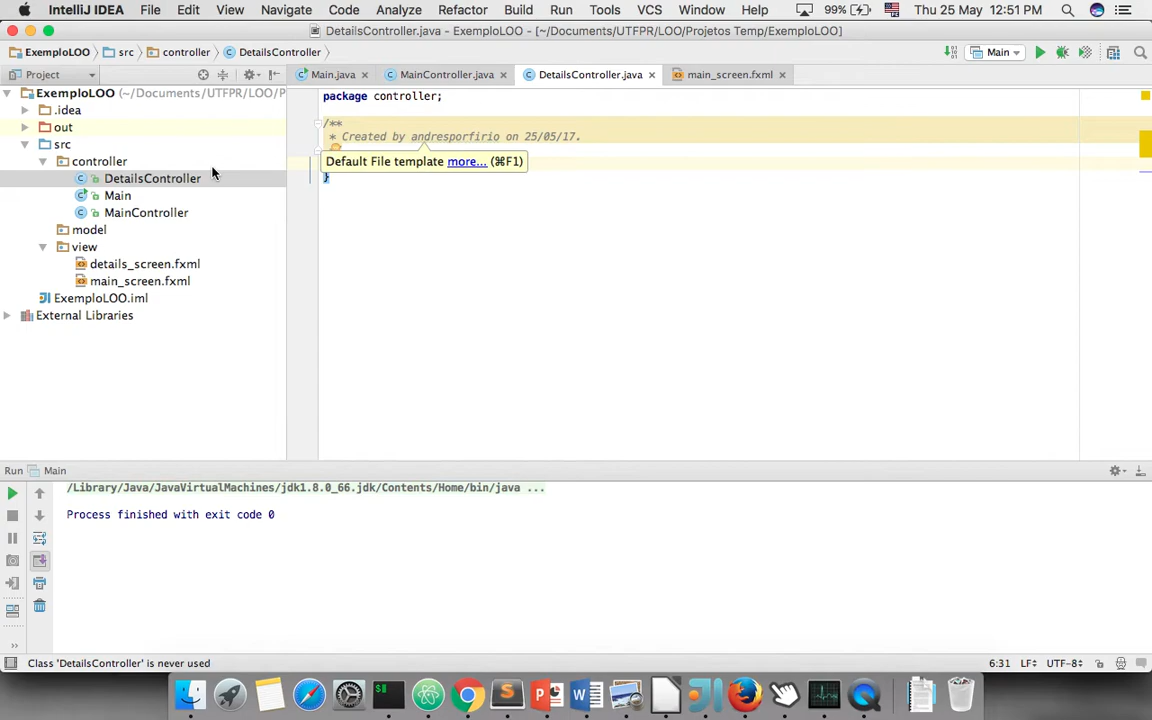 IntelliJ IDEA File Edit View Navigate Code Analyze Refactor Build Run Tools VCS Window Help 99% Thu 25 May 12:51 PM
DetailsController.java - ExemploLOO - [~/Documents/UTFPR/LOO/Projetos Temp/ExemploLOO]
ExemploLOO src controller DetailsController Main
Project Main.java MainController.java DetailsController.java main_screen.fxml
ExemploLOO (~/Documents/UTFPR/LOO/P
.idea
out
src
controller
DetailsController
Main
MainController
model
view
details_screen.fxml
main_screen.fxml
ExemploLOO.iml
External Libraries
package controller;
/**
* Created by andresporfirio on 25/05/17.
Default File template more... (⌘F1)
}
Run Main
/Library/Java/JavaVirtualMachines/jdk1.8.0_66.jdk/Contents/Home/bin/java ...
Process finished with exit code 0
Class 'DetailsController' is never used 6:31 LF÷ UTF-8÷